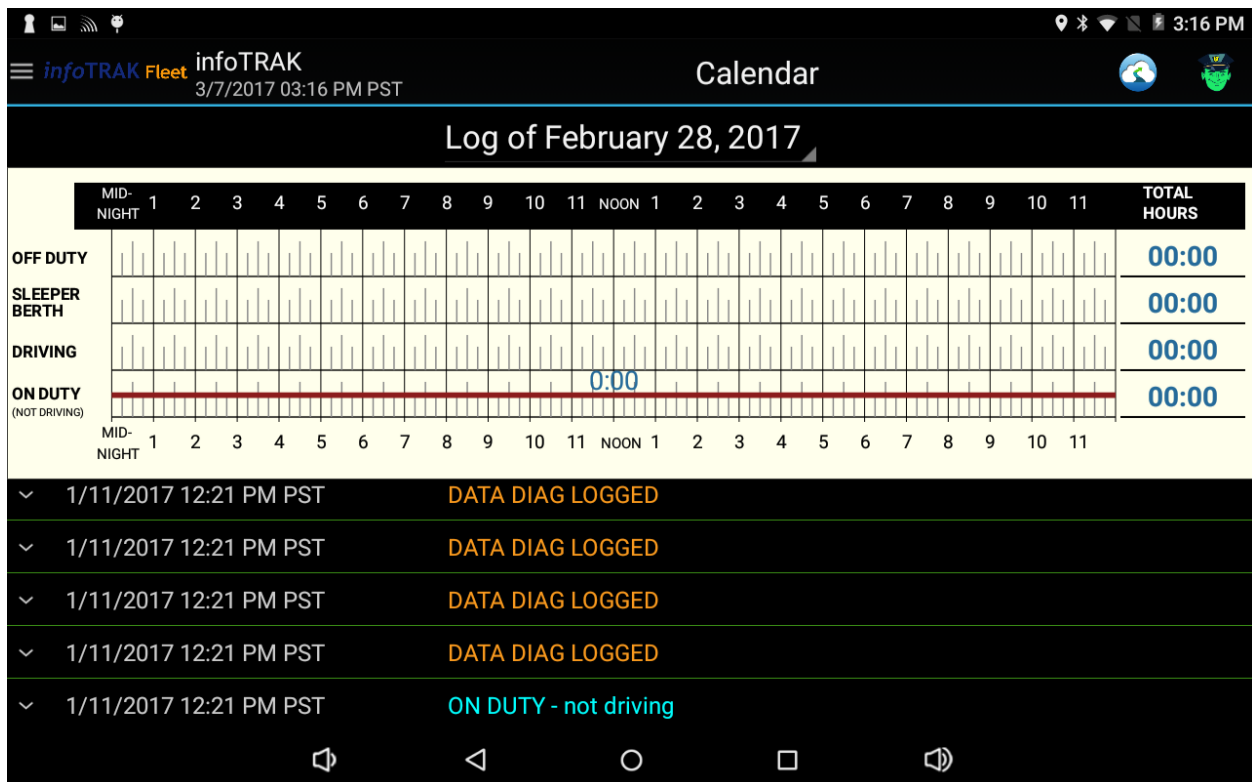 3:16 PM
infoTRAK Fleet
infoTRAK
3/7/2017 03:16 PM PST
Calendar
Log of February 28, 2017
MID-NIGHT 1 2 3 4 5 6 7 8 9 10 11 NOON 1 2 3 4 5 6 7 8 9 10 11 TOTAL HOURS
OFF DUTY 00:00
SLEEPER BERTH 00:00
DRIVING 00:00
0:00
ON DUTY (NOT DRIVING) 00:00
MID-NIGHT 1 2 3 4 5 6 7 8 9 10 11 NOON 1 2 3 4 5 6 7 8 9 10 11
1/11/2017 12:21 PM PST DATA DIAG LOGGED
1/11/2017 12:21 PM PST DATA DIAG LOGGED
1/11/2017 12:21 PM PST DATA DIAG LOGGED
1/11/2017 12:21 PM PST DATA DIAG LOGGED
1/11/2017 12:21 PM PST ON DUTY - not driving